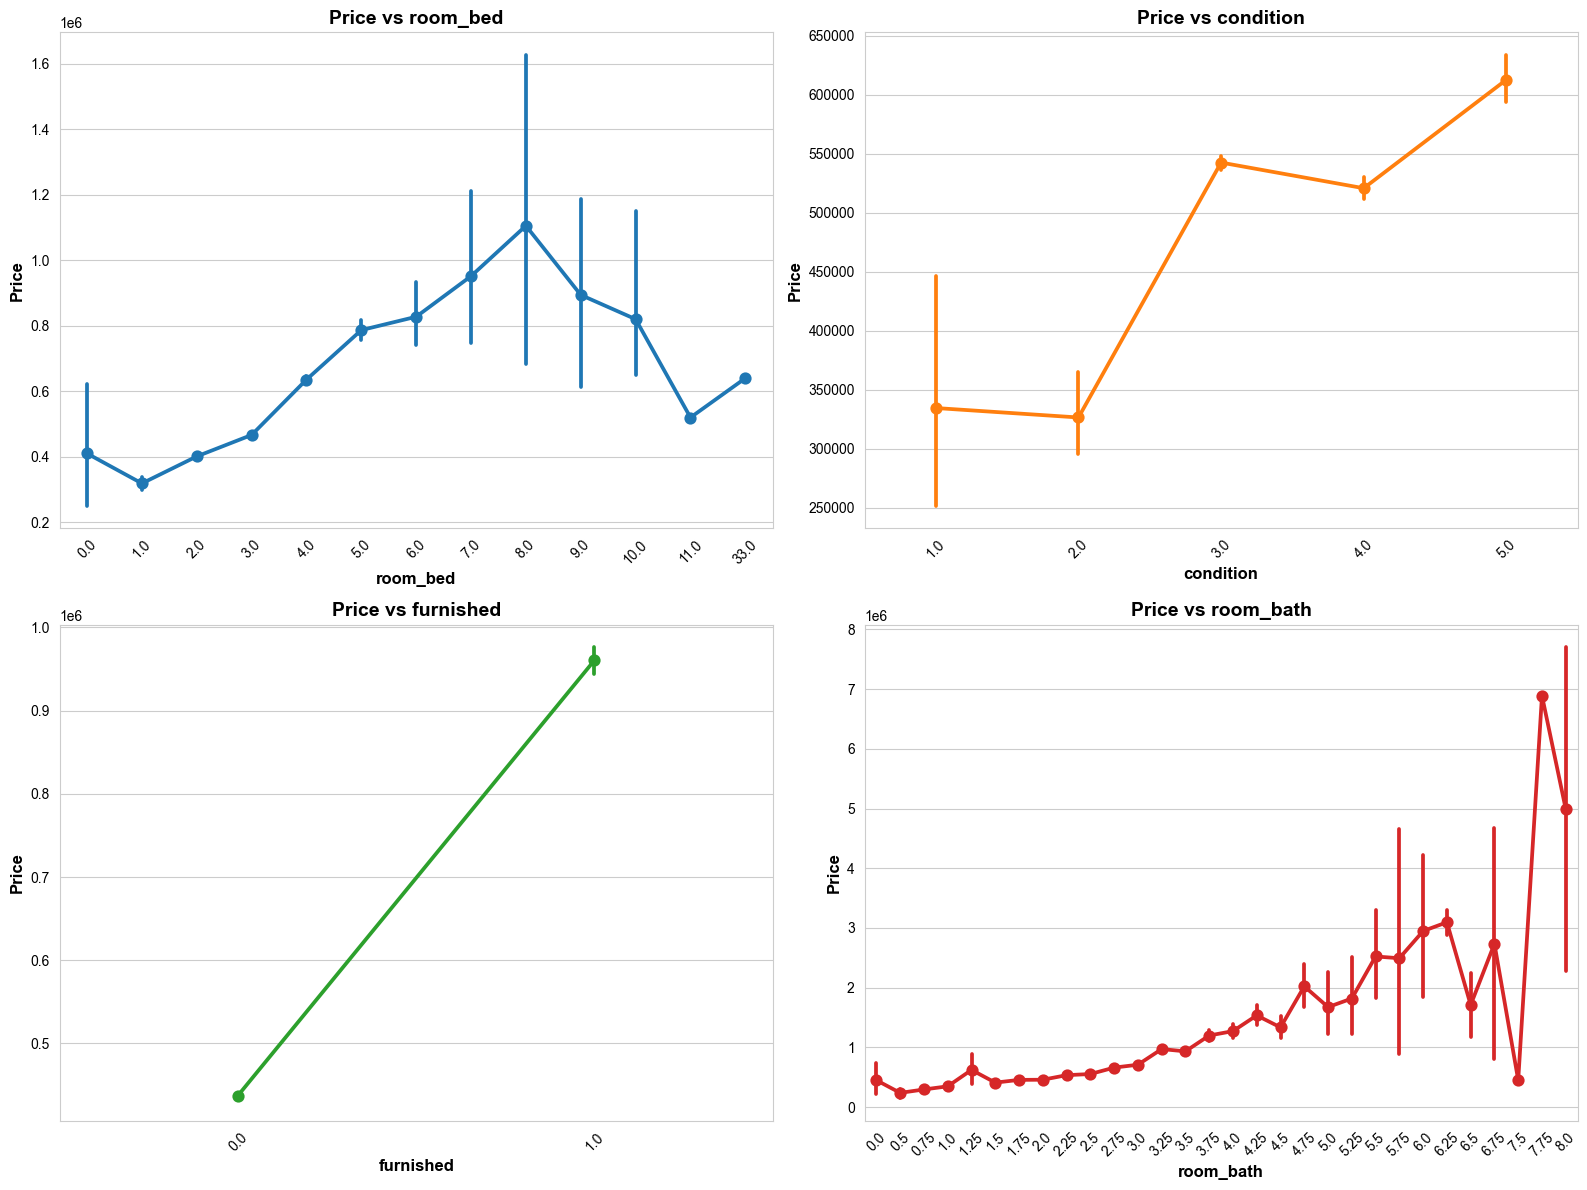 Price vs room_bed
1e6
1.6
1.4
1.2
1.0
0.8
0.6
0.4
0.2
Price
0.0 1.0 2.0 3.0 4.0 5.0 6.0 7.0 8.0 9.0 10.0 11.0 33.0
room_bed
Price vs condition
650000
600000
550000
500000
450000
400000
350000
300000
250000
Price
1.0 2.0 3.0 4.0 5.0
condition
Price vs furnished
1e6
1.0
0.9
0.8
0.7
0.6
0.5
Price
0.0 1.0
furnished
Price vs room_bath
1e6
8
7
6
5
4
3
2
1
0
Price
0.0 0.5 0.75 1.0 1.25 1.5 1.75 2.0 2.25 2.5 2.75 3.0 3.25 3.5 3.75 4.0 4.25 4.5 4.75 5.0 5.25 5.5 5.75 6.0 6.25 6.5 6.75 7.5 7.75 8.0
room_bath